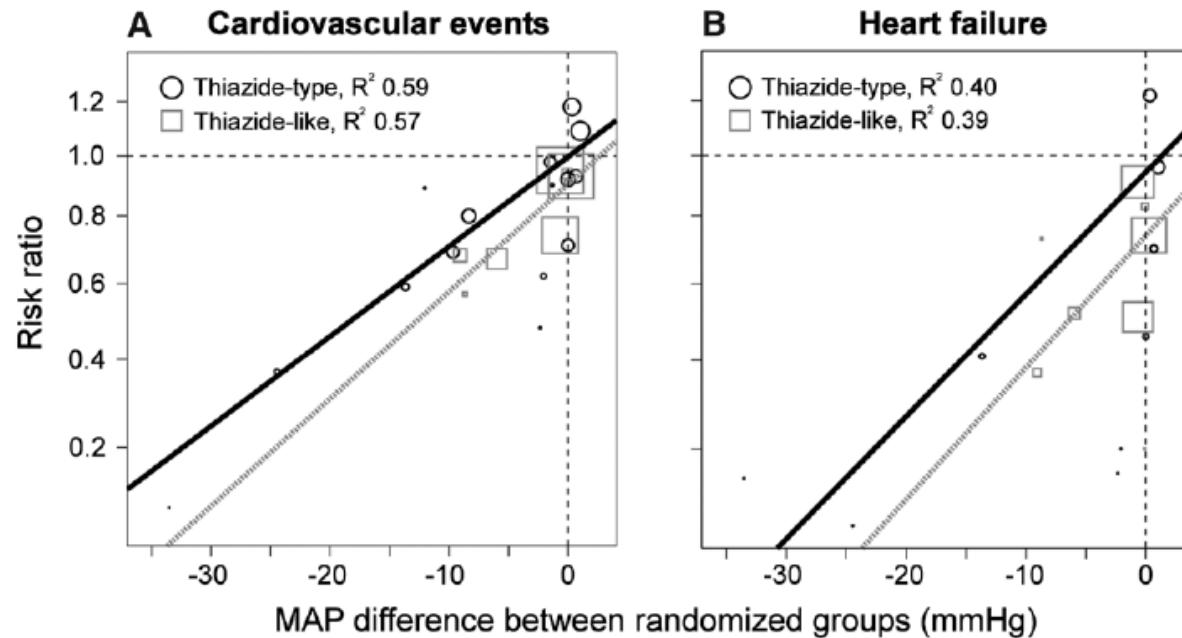 A Cardiovascular events
B Heart failure
Thiazide-type, R² 0.59
Thiazide-like, R² 0.57
Thiazide-type, R² 0.40
Thiazide-like, R² 0.39
Risk ratio
1.2
1.0
0.8
0.6
0.4
0.2
-30 -20 -10 0
-30 -20 -10 0
MAP difference between randomized groups (mmHg)